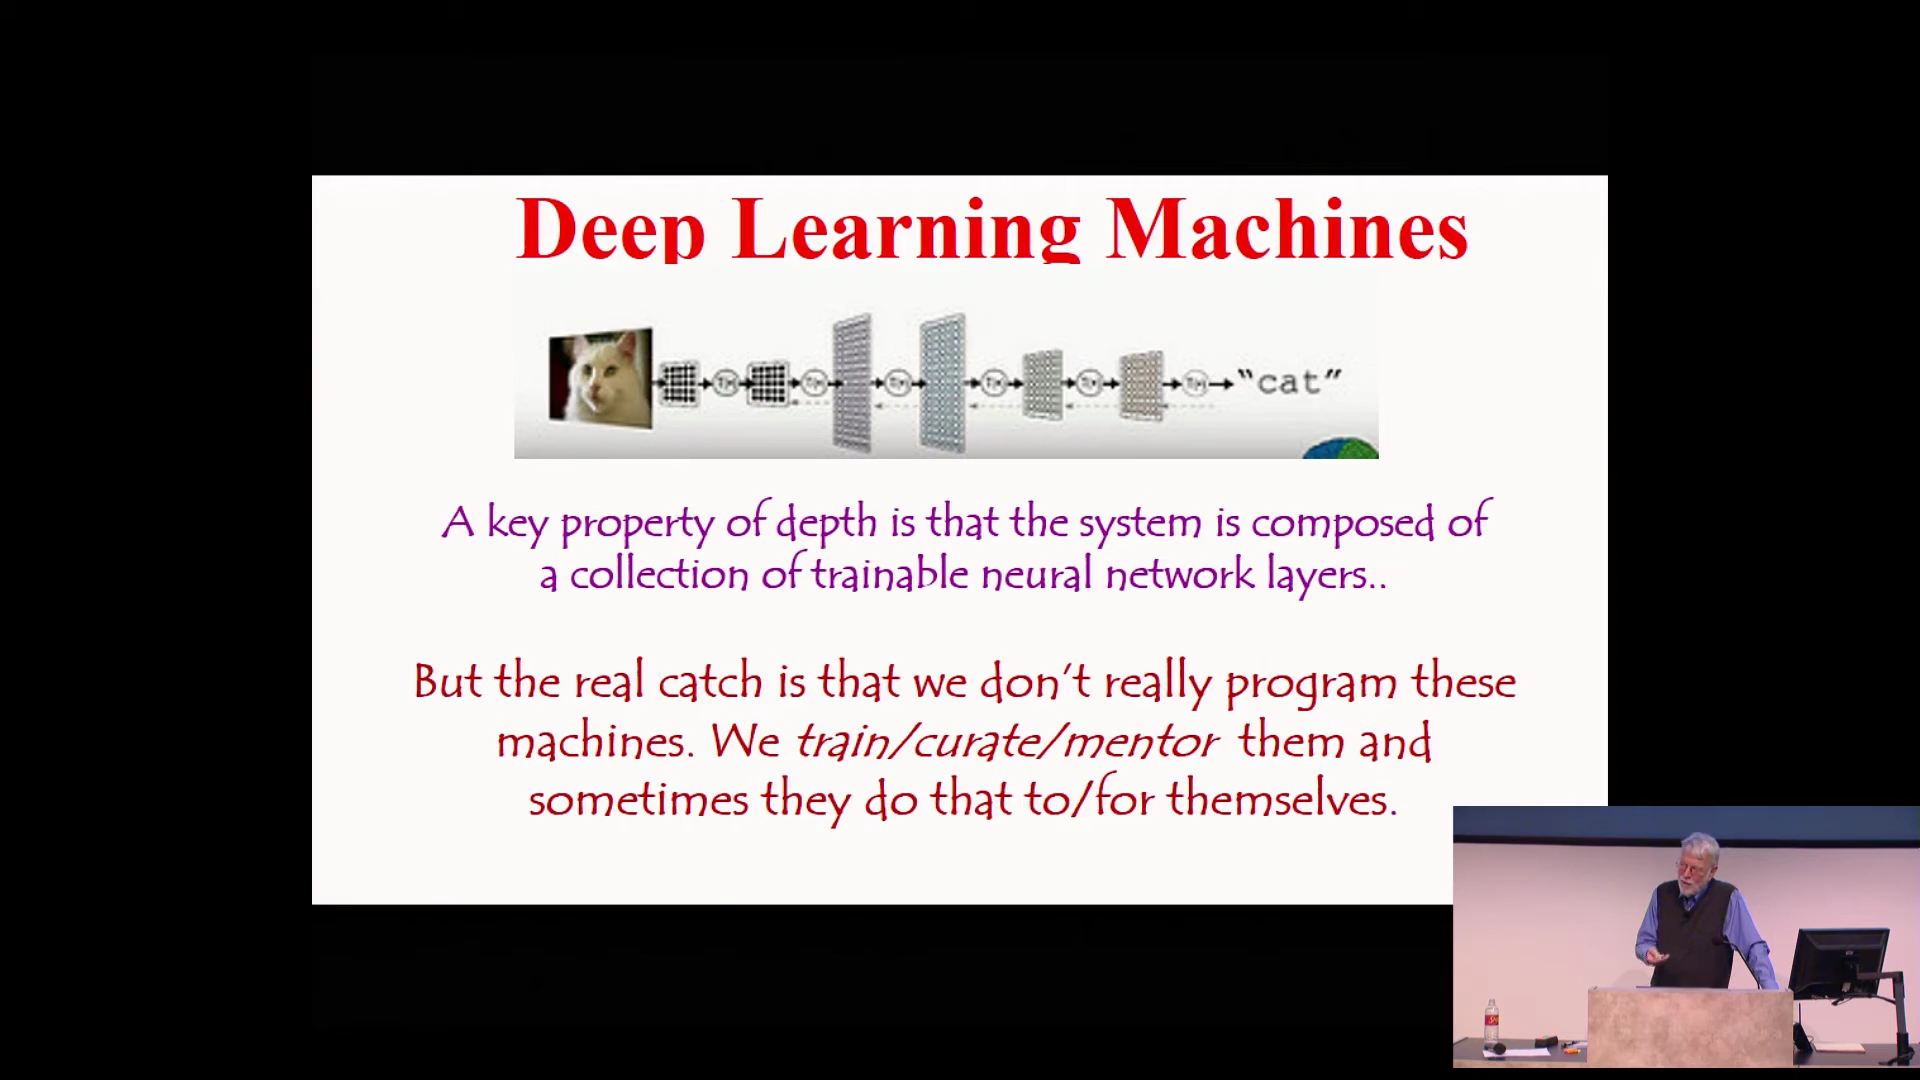 Deep Learning Machines
"cat"
A key property of depth is that the system is composed of
a collection of trainable neural network layers..
But the real catch is that we don't really program these
machines. We train/curate/mentor them and
sometimes they do that to/for themselves.